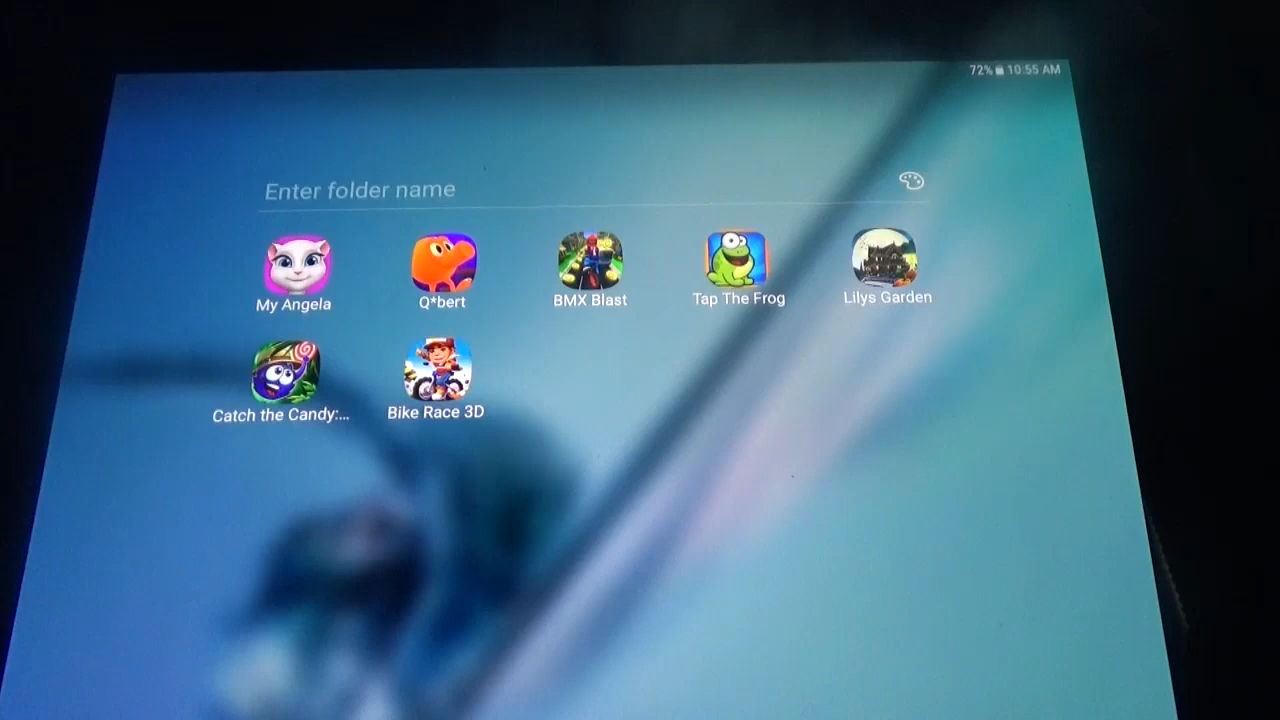 72% 10:55 AM
Enter folder name
My Angela
Q*bert
BMX Blast
Tap The Frog
Lilys Garden
Catch the Candy:...
Bike Race 3D